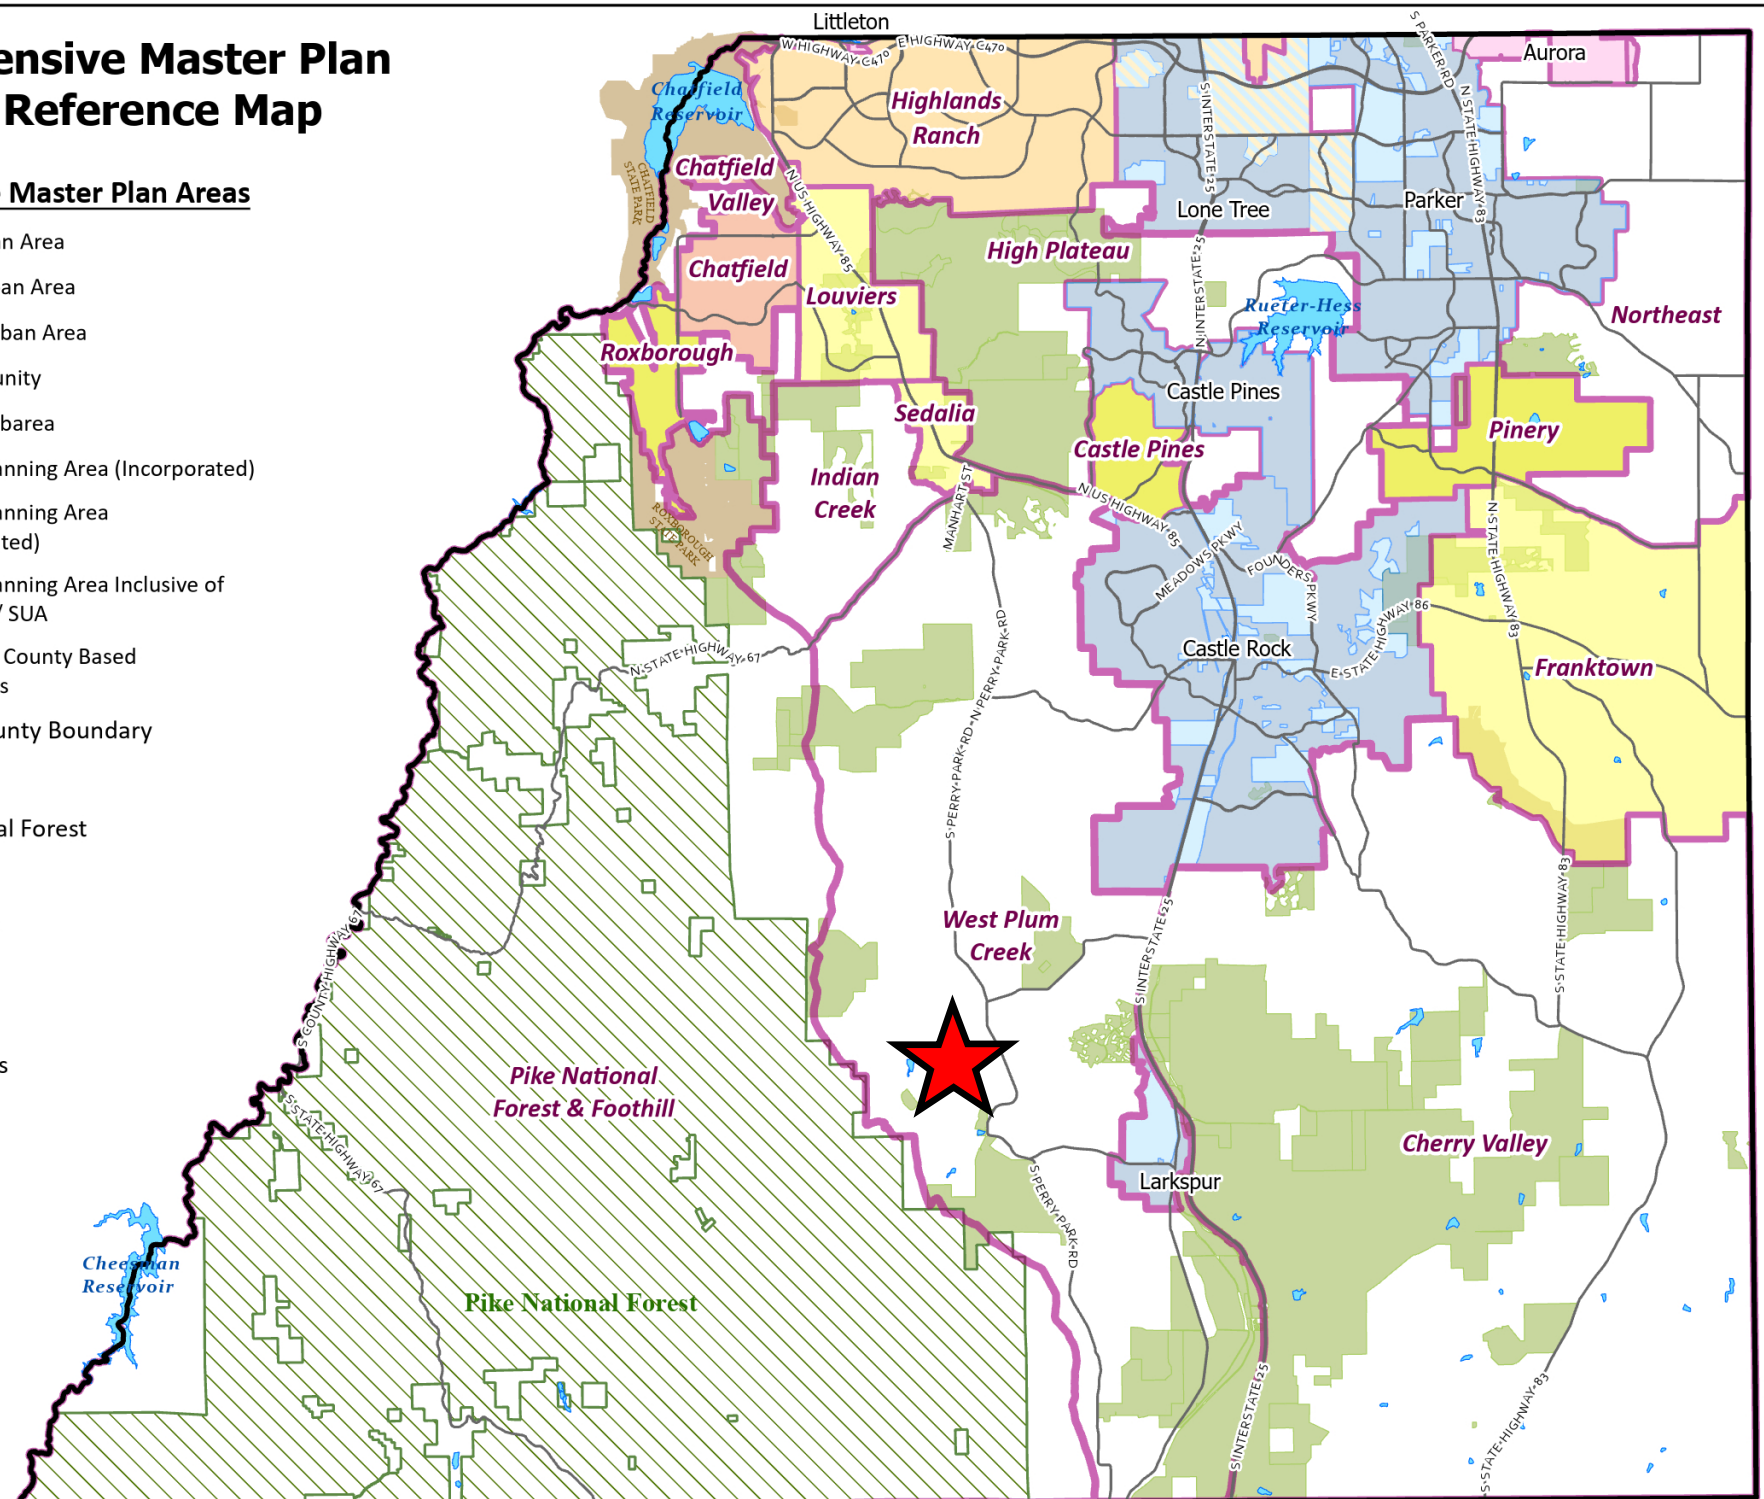 ensive Master Plan
Reference Map
Master Plan Areas
an Area
an Area
ban Area
unity
barea
anning Area (Incorporated)
anning Area
ted)
anning Area Inclusive of
/ SUA
County Based
s
unty Boundary
al Forest
s
Littleton
W HIGHWAY C470
E HIGHWAY C470
S PARKER RD
Aurora
Chatfield
Reservoir
Highlands
Ranch
CHATFIELD
STATE PARK
Chatfield
Valley
N US HIGHWAY 85
S INTERSTATE 25
N STATE HIGHWAY 83
Lone Tree
Parker
High Plateau
Chatfield
Louviers
N INTERSTATE 25
Rueter-Hess
Reservoir
Northeast
Roxborough
Castle Pines
Sedalia
Castle Pines
Pinery
Indian
Creek
MANHART ST
N US HIGHWAY 85
ROXBOROUGH
STATE PARK
MEADOWS PKWY
FOUNDERS PKWY
N STATE HIGHWAY 83
E STATE HIGHWAY 86
N STATE HIGHWAY 67
N PERRY PARK RD
S PERRY PARK RD
Castle Rock
Franktown
S STATE HIGHWAY 83
West Plum
Creek
S INTERSTATE 25
S COUNTY HIGHWAY 67
Pike National
Forest & Foothill
S STATE HIGHWAY 67
Cherry Valley
Larkspur
S PERRY PARK RD
Cheesman
Reservoir
Pike National Forest
S INTERSTATE 25
S STATE HIGHWAY 83